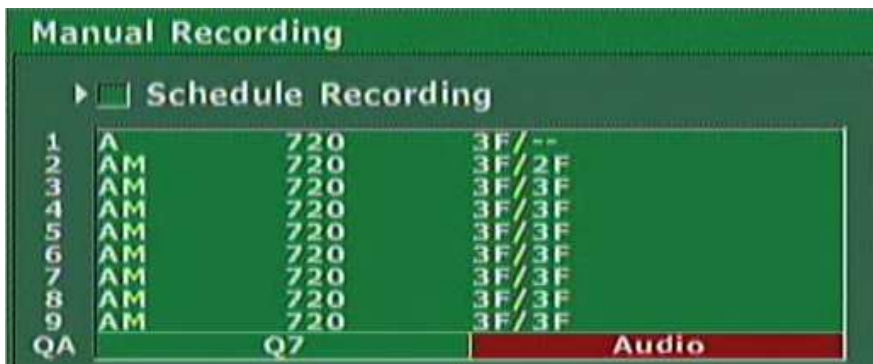 Manual Recording
Schedule Recording
1 A 720 3F/--
2 AM 720 3F/2F
3 AM 720 3F/3F
4 AM 720 3F/3F
5 AM 720 3F/3F
6 AM 720 3F/3F
7 AM 720 3F/3F
8 AM 720 3F/3F
9 AM 720 3F/3F
QA Q7 Audio